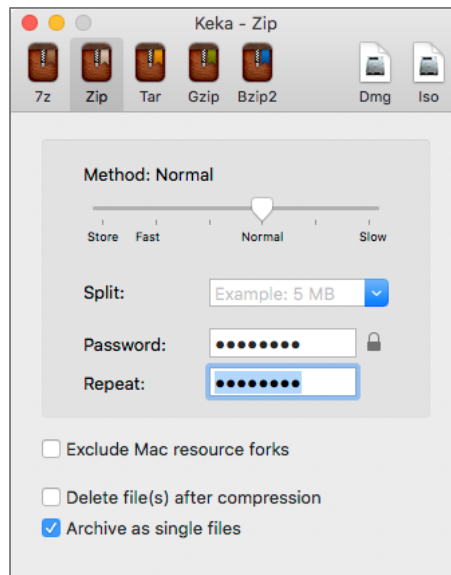 Keka - Zip
7z Zip Tar Gzip Bzip2 Dmg Iso
Method: Normal
Store Fast Normal Slow
Split: Example: 5 MB
Password: ●●●●●●●●
Repeat: ●●●●●●●●
Exclude Mac resource forks
Delete file(s) after compression
Archive as single files